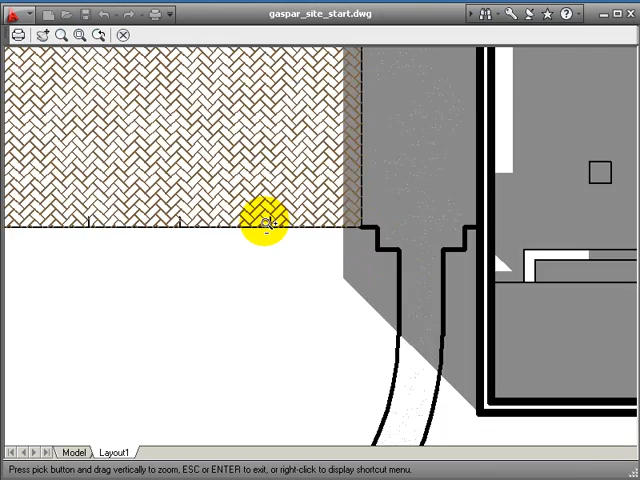 gaspar_site_start.dwg
Model
Layout1
Press pick button and drag vertically to zoom, ESC or ENTER to exit, or right-click to display shortcut menu.